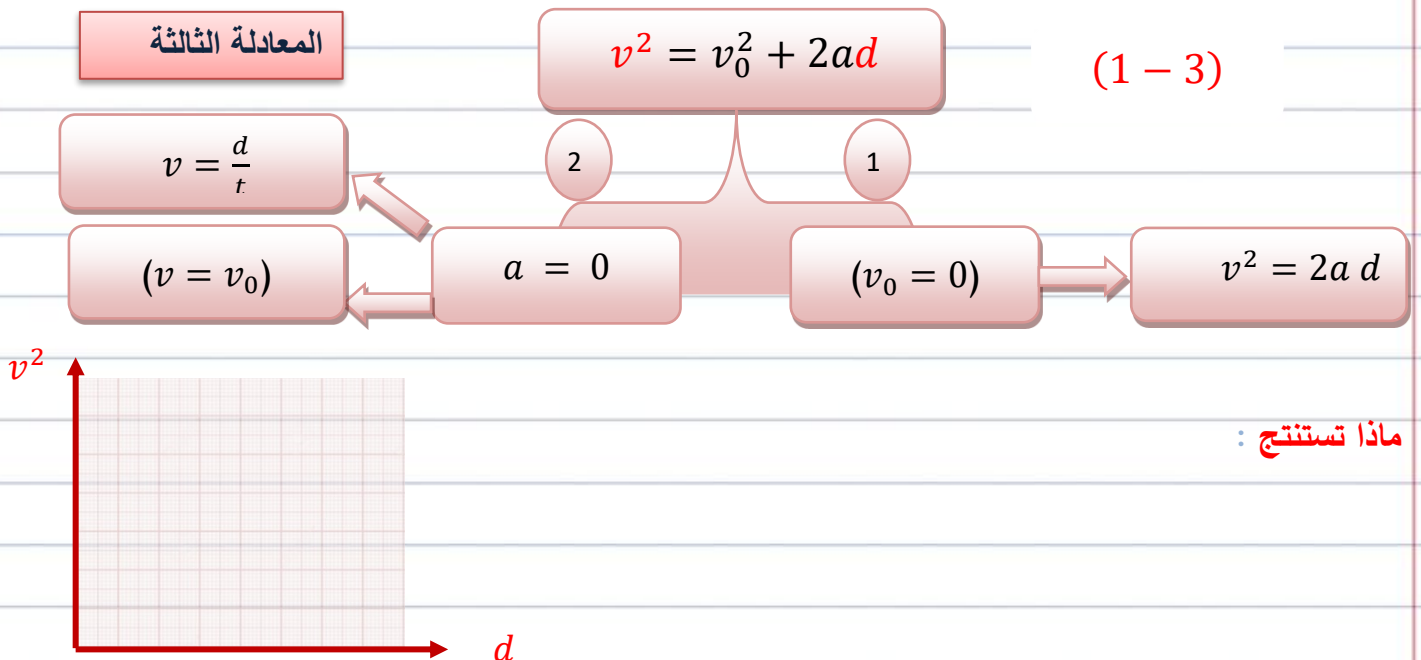 المعادلة الثالثة
v² = v₀² + 2ad
(1 − 3)
1
2
v = d/t
(v = v₀)
a = 0
(v₀ = 0)
v² = 2a d
v²
ماذا تستنتج :
d